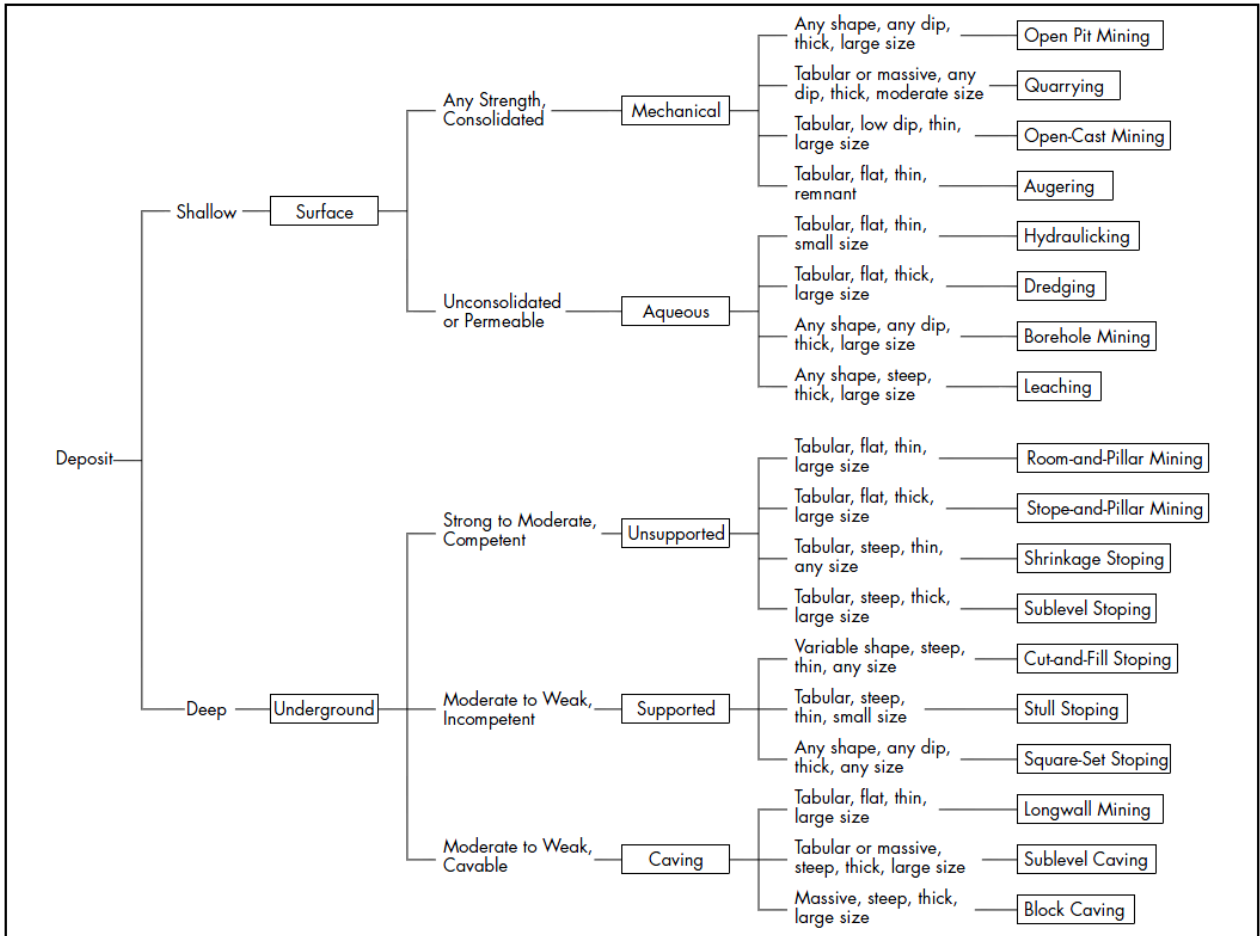 Deposit
Shallow
Surface
Any Strength,
Consolidated
Mechanical
Any shape, any dip,
thick, large size
Open Pit Mining
Tabular or massive, any
dip, thick, moderate size
Quarrying
Tabular, low dip, thin,
large size
Open-Cast Mining
Tabular, flat, thin,
remnant
Augering
Unconsolidated
or Permeable
Aqueous
Tabular, flat, thin,
small size
Hydraulicking
Tabular, flat, thick,
large size
Dredging
Any shape, any dip,
thick, large size
Borehole Mining
Any shape, steep,
thick, large size
Leaching
Deep
Underground
Strong to Moderate,
Competent
Unsupported
Tabular, flat, thin,
large size
Room-and-Pillar Mining
Tabular, flat, thick,
large size
Stope-and-Pillar Mining
Tabular, steep, thin,
any size
Shrinkage Stoping
Tabular, steep, thick,
large size
Sublevel Stoping
Moderate to Weak,
Incompetent
Supported
Variable shape, steep,
thin, any size
Cut-and-Fill Stoping
Tabular, steep,
thin, small size
Stull Stoping
Any shape, any dip,
thick, any size
Square-Set Stoping
Moderate to Weak,
Cavable
Caving
Tabular, flat, thin,
large size
Longwall Mining
Tabular or massive,
steep, thick, large size
Sublevel Caving
Massive, steep, thick,
large size
Block Caving